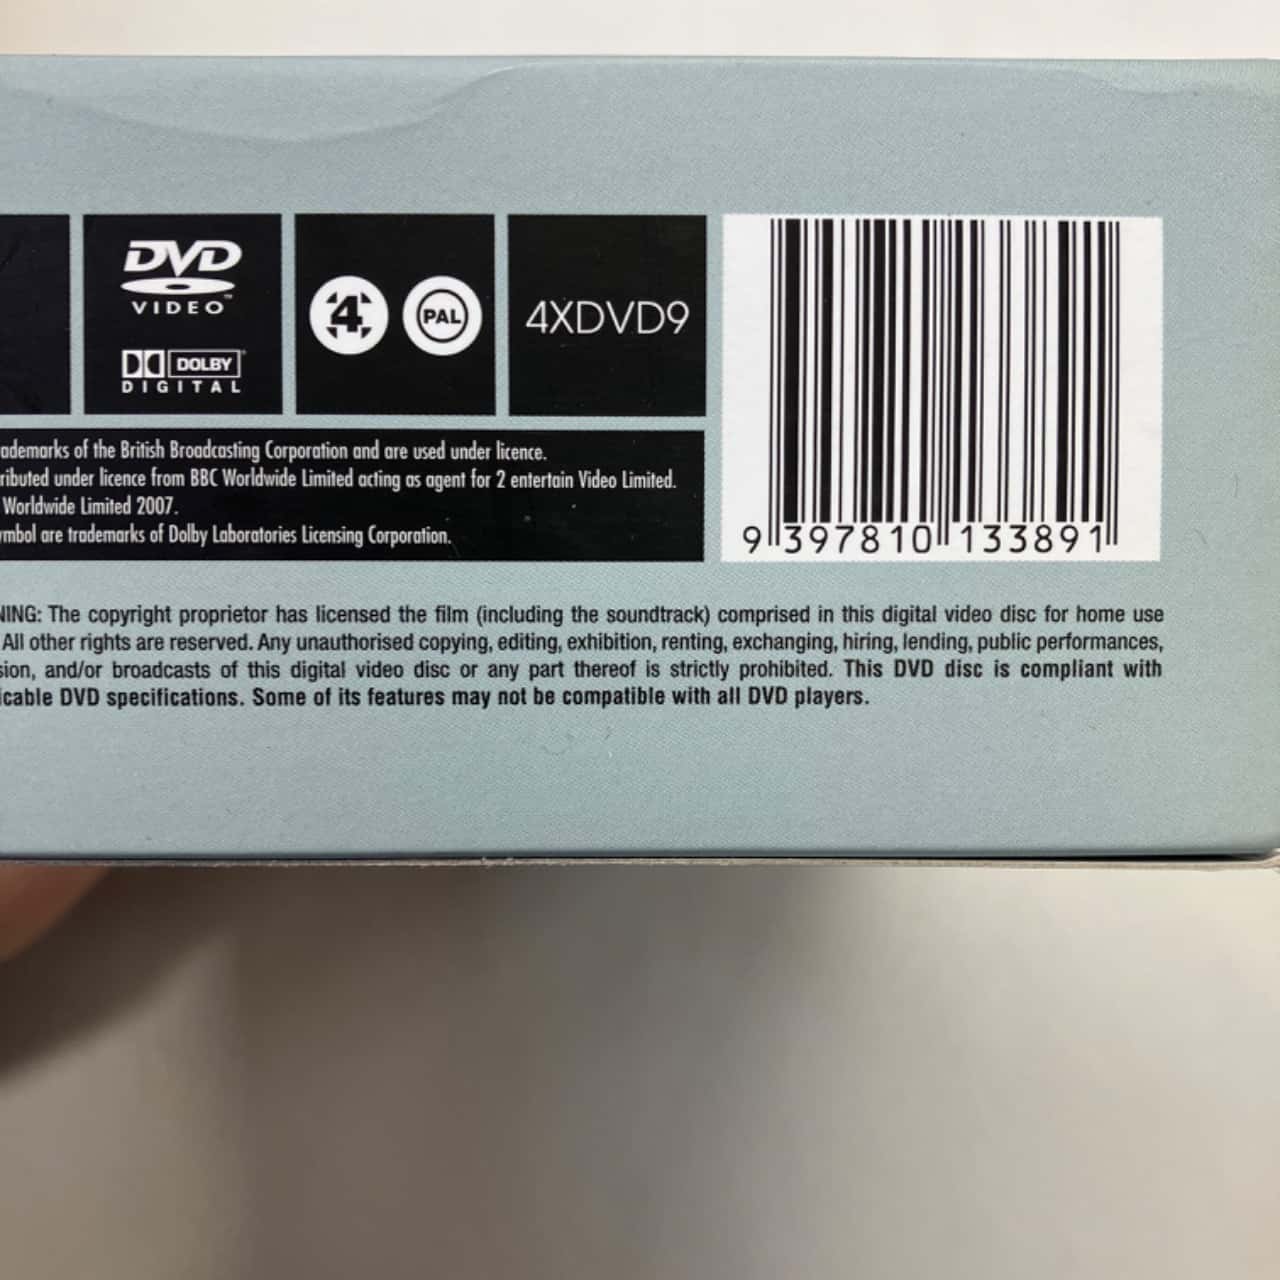 DVD
VIDEO™
DOLBY
DIGITAL
4
PAL
4XDVD9
ademarks of the British Broadcasting Corporation and are used under licence.
ributed under licence from BBC Worldwide Limited acting as agent for 2 entertain Video Limited.
Worldwide Limited 2007.
ymbol are trademarks of Dolby Laboratories Licensing Corporation.
9 397810 133891
NING: The copyright proprietor has licensed the film (including the soundtrack) comprised in this digital video disc for home use
All other rights are reserved. Any unauthorised copying, editing, exhibition, renting, exchanging, hiring, lending, public performances,
sion, and/or broadcasts of this digital video disc or any part thereof is strictly prohibited. This DVD disc is compliant with
icable DVD specifications. Some of its features may not be compatible with all DVD players.